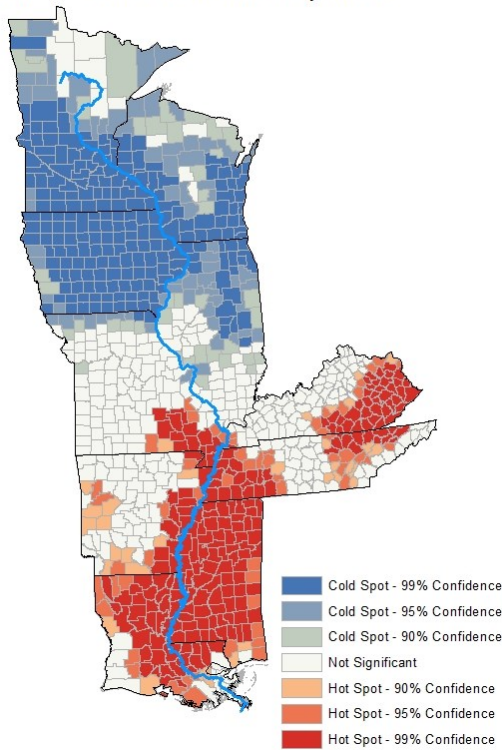 Cold Spot - 99% Confidence
Cold Spot - 95% Confidence
Cold Spot - 90% Confidence
Not Significant
Hot Spot - 90% Confidence
Hot Spot - 95% Confidence
Hot Spot - 99% Confidence